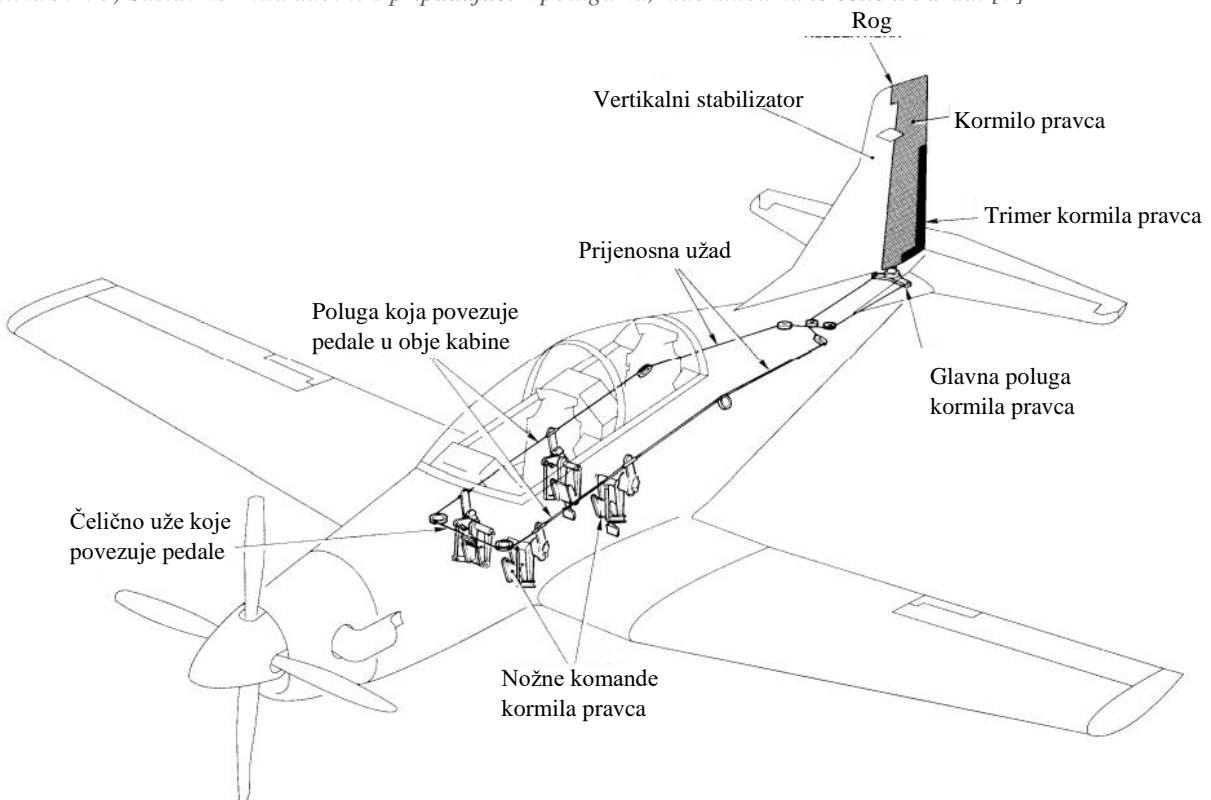 Rog
Vertikalni stabilizator
Kormilo pravca
Trimer kormila pravca
Prijenosna užad
Poluga koja povezuje
pedale u obje kabine
Glavna poluga
kormila pravca
Čelično uže koje
povezuje pedale
Nožne komande
kormila pravca